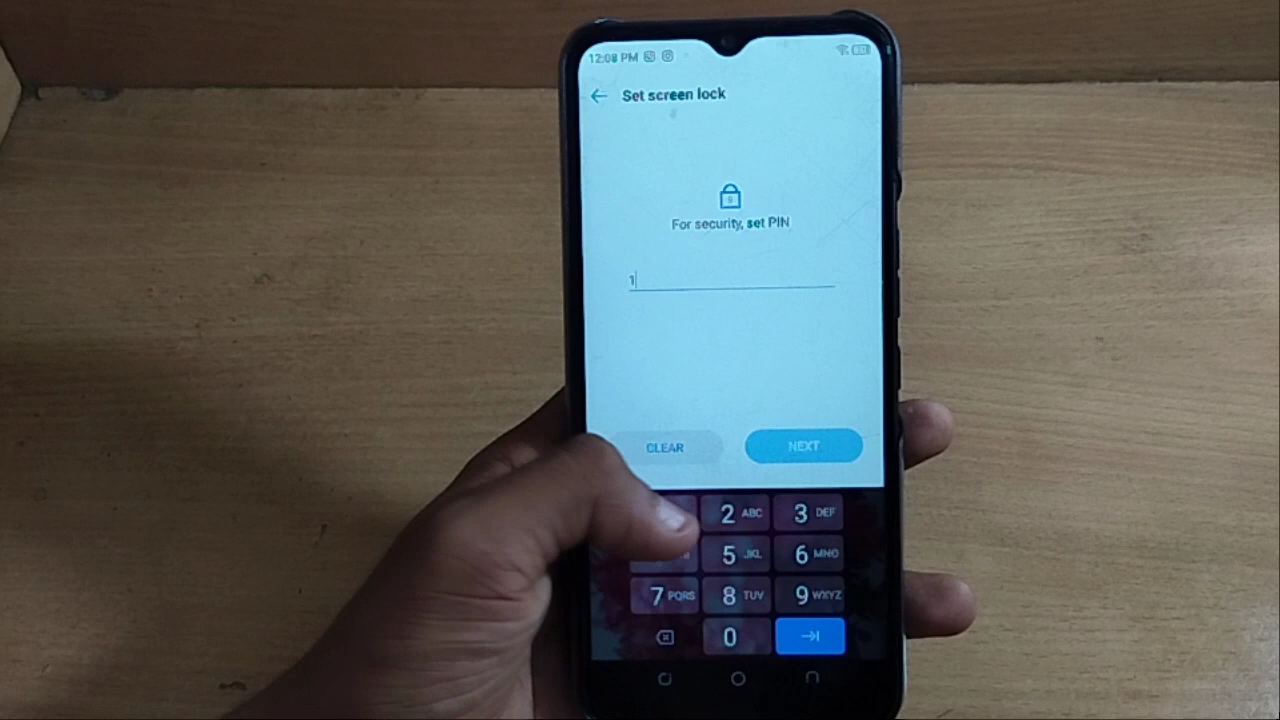 12:08 PM
Set screen lock
For security, set PIN
1
CLEAR
NEXT
2 ABC
3 DEF
5 JKL
6 MNO
7 PQRS
8 TUV
9 WXYZ
0